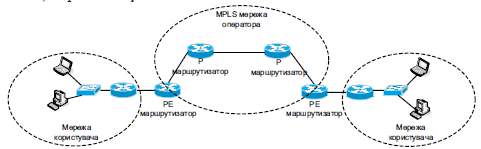 MPLS мережа
оператора
P
маршрутизатор
P
маршрутизатор
PE
маршрутизатор
PE
маршрутизатор
Мережа
користувача
Мережа
користувача